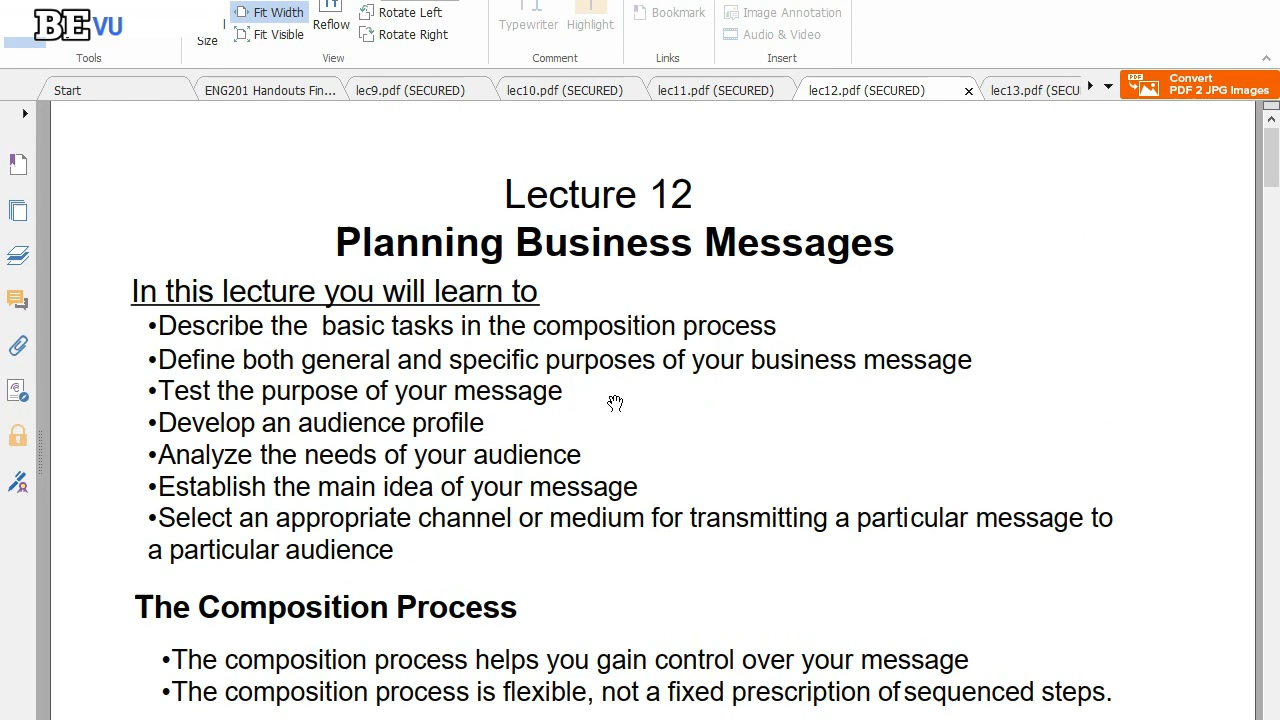 BEVU
Fit Width
Fit Visible
Reflow
Rotate Left
Rotate Right
Size
Typewriter
Highlight
Bookmark
Image Annotation
Audio & Video
Tools
View
Comment
Links
Insert
Start
ENG201 Handouts Fin...
lec9.pdf (SECURED)
lec10.pdf (SECURED)
lec11.pdf (SECURED)
lec12.pdf (SECURED)
lec13.pdf (SECU
Convert
PDF 2 JPG Images
Lecture 12
Planning Business Messages
In this lecture you will learn to
•Describe the basic tasks in the composition process
•Define both general and specific purposes of your business message
•Test the purpose of your message
•Develop an audience profile
•Analyze the needs of your audience
•Establish the main idea of your message
•Select an appropriate channel or medium for transmitting a particular message to
a particular audience
The Composition Process
•The composition process helps you gain control over your message
•The composition process is flexible, not a fixed prescription of sequenced steps.